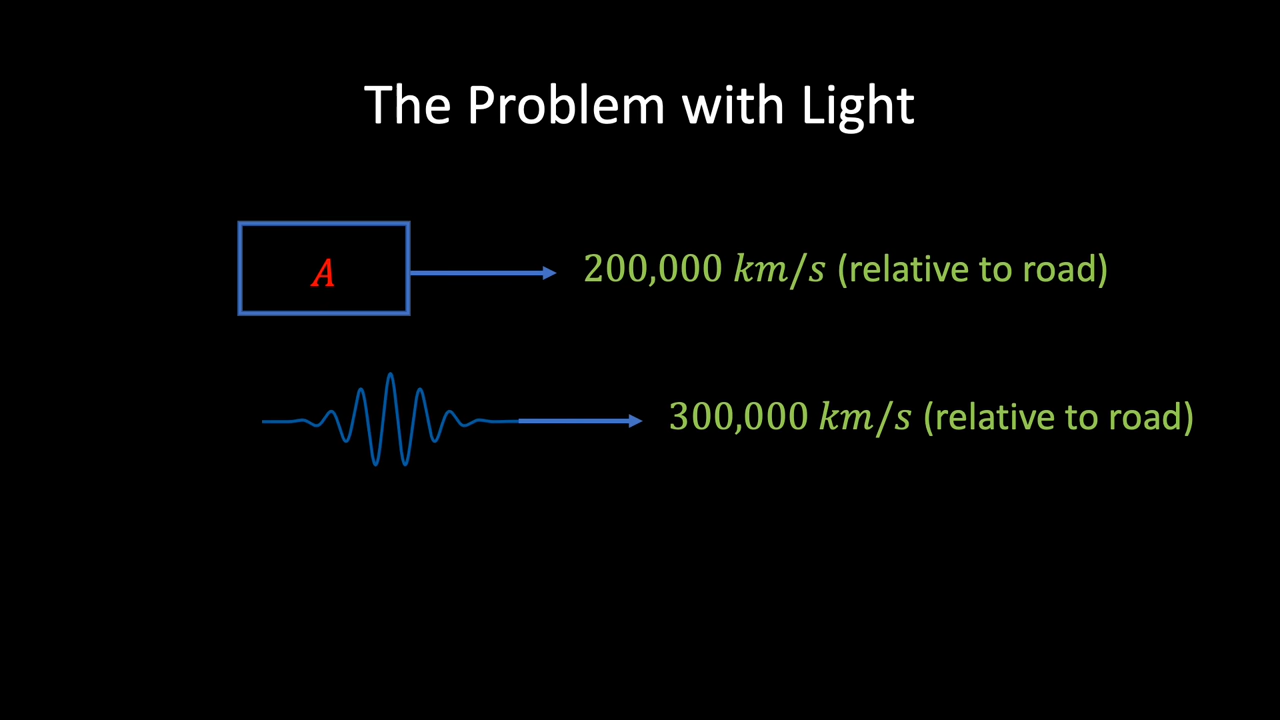 The Problem with Light
A
200,000 km/s (relative to road)
300,000 km/s (relative to road)